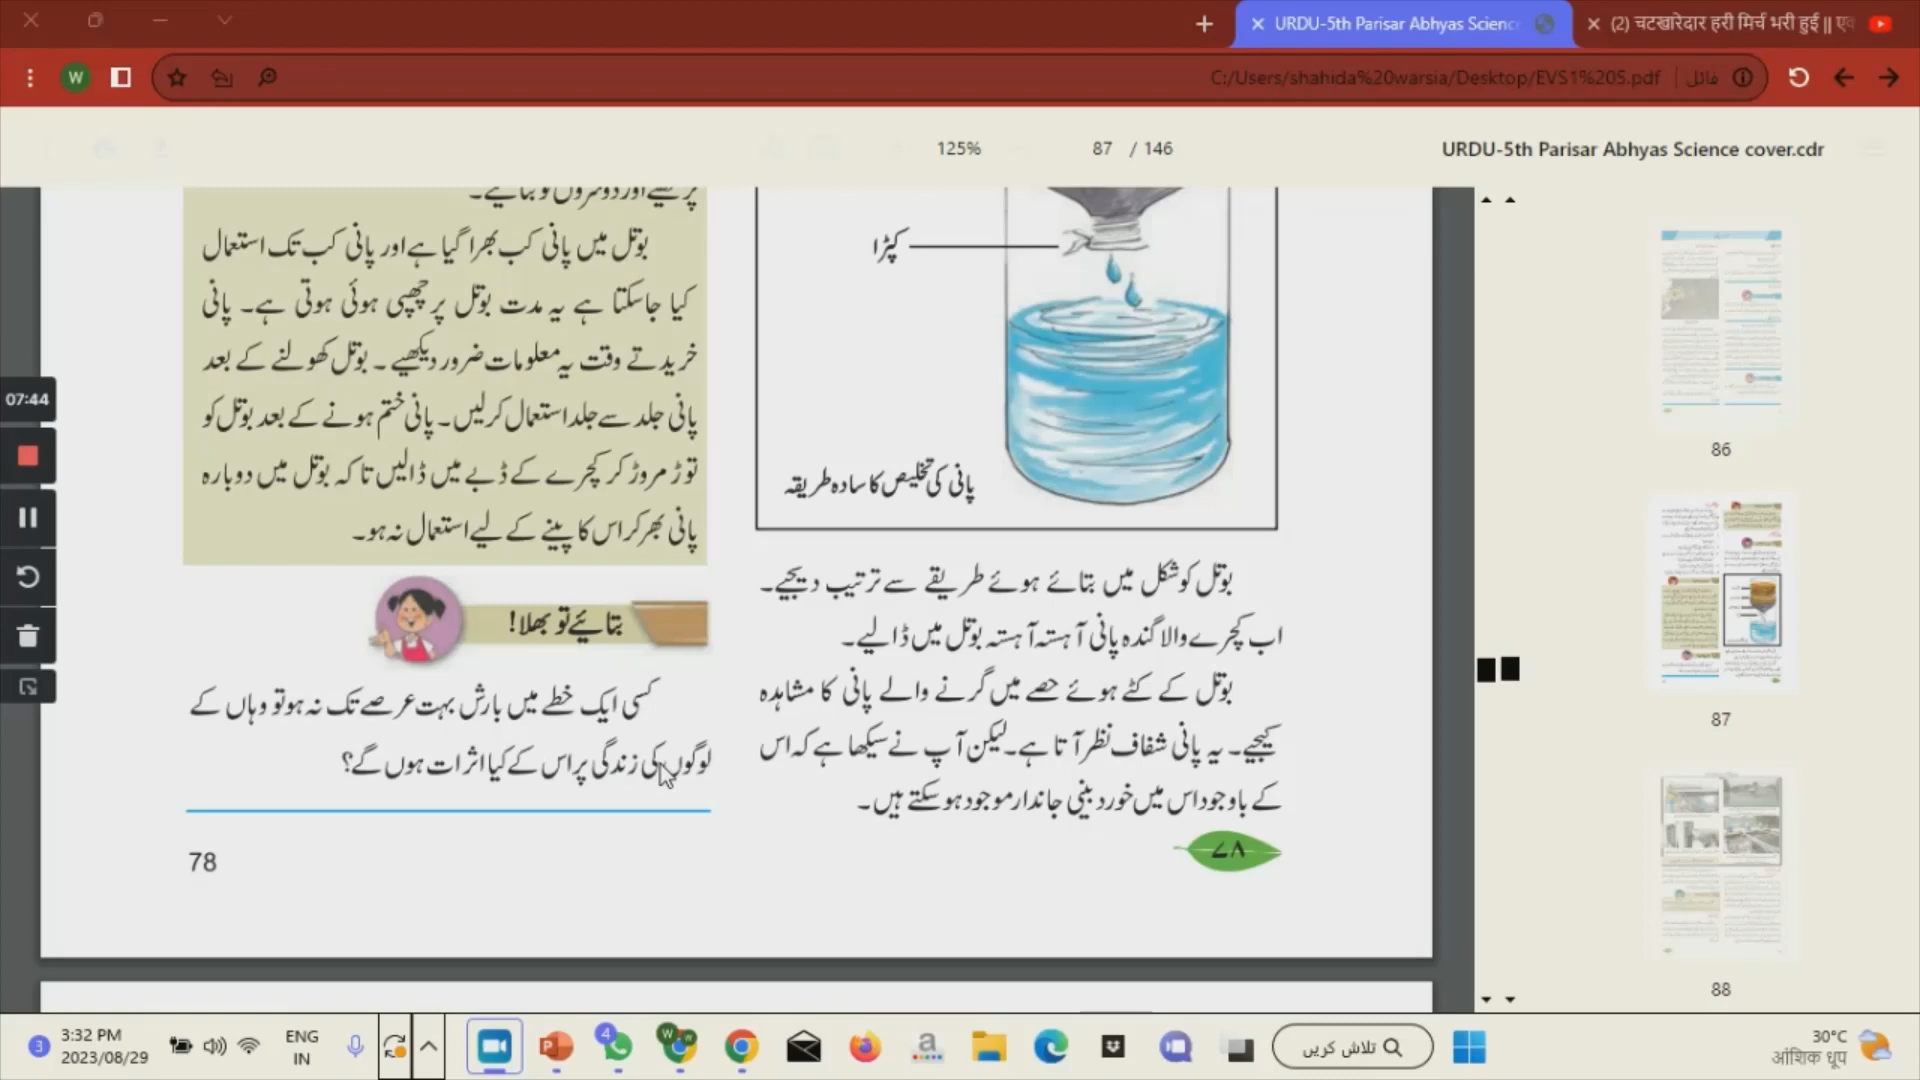 URDU-5th Parisar Abhyas Science
(2) चटखारेदार हरी मिर्च भरी हुई ||
W
C:/Users/shahida%20warsia/Desktop/EVS1%205.pdf
فائل
125%
87 / 146
URDU-5th Parisar Abhyas Science cover.cdr
کپڑا
پانی کی تخلیص کا سادہ طریقہ
بوتل کو شکل میں بتائے ہوئے طریقے سے ترتیب دیجیے۔
اب کچرے والا گندہ پانی آہستہ آہستہ بوتل میں ڈالیے۔
بوتل کے کٹے ہوئے حصے میں گرنے والے پانی کا مشاہدہ
کیجیے۔ یہ پانی شفاف نظر آتا ہے۔ لیکن آپ نے سیکھا ہے کہ اس
کے باوجود اس میں خورد بینی جاندار موجود ہو سکتے ہیں۔
۷۸
بوتل میں پانی کب بھرا گیا ہے اور پانی کب تک استعمال
کیا جا سکتا ہے یہ مدت بوتل پر چھپی ہوئی ہوتی ہے۔ پانی
خریدتے وقت یہ معلومات ضرور دیکھیے۔ بوتل کھولنے کے بعد
پانی جلد سے جلد استعمال کرلیں۔ پانی ختم ہونے کے بعد بوتل کو
توڑ مروڑ کر کچرے کے ڈبے میں ڈالیں تاکہ بوتل میں دوبارہ
پانی بھر کر اس کا پینے کے لیے استعمال نہ ہو۔
بتائیے تو بھلا!
کسی ایک خطے میں بارش بہت عرصے تک نہ ہو تو وہاں کے
لوگوں کی زندگی پر اس کے کیا اثرات ہوں گے؟
78
86
87
88
07:44
3
3:32 PM
2023/08/29
ENG
IN
4
تلاش کریں
30°C
आंशिक धूप